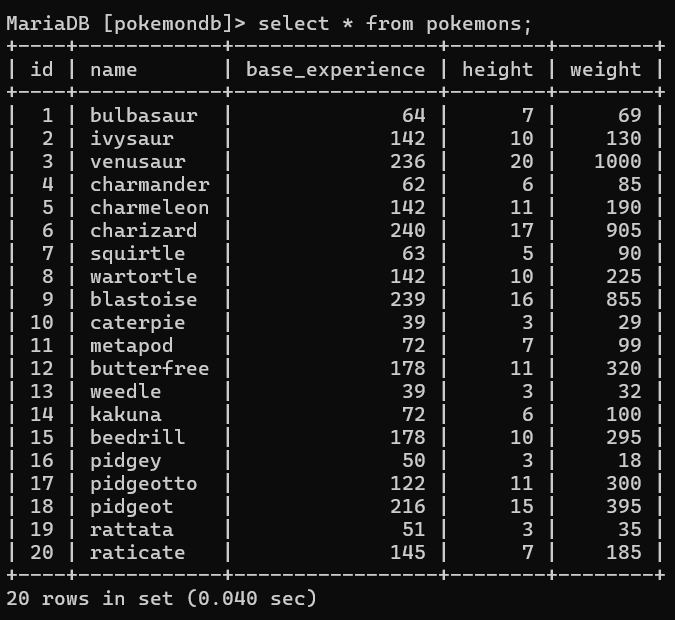 MariaDB [pokemondb]> select * from pokemons;
+----+------------+-----------------+--------+--------+
| id | name       | base_experience | height | weight |
+----+------------+-----------------+--------+--------+
|  1 | bulbasaur  |              64 |      7 |     69 |
|  2 | ivysaur    |             142 |     10 |    130 |
|  3 | venusaur   |             236 |     20 |   1000 |
|  4 | charmander |              62 |      6 |     85 |
|  5 | charmeleon |             142 |     11 |    190 |
|  6 | charizard  |             240 |     17 |    905 |
|  7 | squirtle   |              63 |      5 |     90 |
|  8 | wartortle  |             142 |     10 |    225 |
|  9 | blastoise  |             239 |     16 |    855 |
| 10 | caterpie   |              39 |      3 |     29 |
| 11 | metapod    |              72 |      7 |     99 |
| 12 | butterfree |             178 |     11 |    320 |
| 13 | weedle     |              39 |      3 |     32 |
| 14 | kakuna     |              72 |      6 |    100 |
| 15 | beedrill   |             178 |     10 |    295 |
| 16 | pidgey     |              50 |      3 |     18 |
| 17 | pidgeotto  |             122 |     11 |    300 |
| 18 | pidgeot    |             216 |     15 |    395 |
| 19 | rattata    |              51 |      3 |     35 |
| 20 | raticate   |             145 |      7 |    185 |
+----+------------+-----------------+--------+--------+
20 rows in set (0.040 sec)